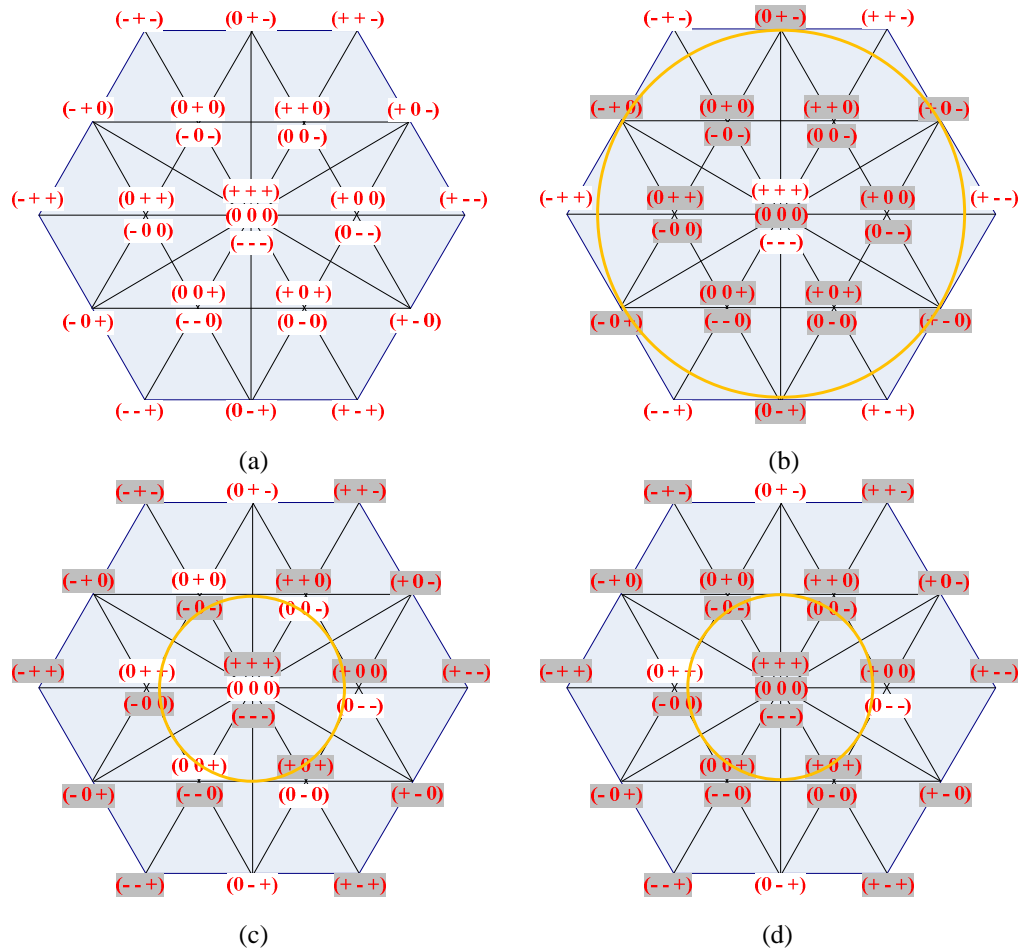 (- + -) (0 + -) (+ + -) (- + -) (0 + -) (+ + -)
(- + 0) (0 + 0) (+ + 0) (+ 0 -) (- + 0) (0 + 0) (+ + 0) (+ 0 -)
(- 0 -) (0 0 -) (- 0 -) (0 0 -)
(- + +) (0 + +) (+ + +) (+ 0 0) (+ - -) (- + +) (0 + +) (+ + +) (+ 0 0) (+ - -)
(0 0 0) (0 0 0)
(- 0 0) (- - -) (0 - -) (- 0 0) (- - -) (0 - -)
(0 0 +) (+ 0 +) (0 0 +) (+ 0 +)
(- 0 +) (- - 0) (0 - 0) (+ - 0) (- 0 +) (- - 0) (0 - 0) (+ - 0)
(- - +) (0 - +) (+ - +) (- - +) (0 - +) (+ - +)
(a) (b)
(- + -) (0 + -) (+ + -) (- + -) (0 + -) (+ + -)
(- + 0) (0 + 0) (+ + 0) (+ 0 -) (- + 0) (0 + 0) (+ + 0) (+ 0 -)
(- 0 -) (0 0 -) (- 0 -) (0 0 -)
(- + +) (0 + +) (+ + +) (+ 0 0) (+ - -) (- + +) (0 + +) (+ + +) (+ 0 0) (+ - -)
(0 0 0) (0 0 0)
(- 0 0) (- - -) (0 - -) (- 0 0) (- - -) (0 - -)
(0 0 +) (+ 0 +) (0 0 +) (+ 0 +)
(- 0 +) (- - 0) (0 - 0) (+ - 0) (- 0 +) (- - 0) (0 - 0) (+ - 0)
(- - +) (0 - +) (+ - +) (- - +) (0 - +) (+ - +)
(c) (d)